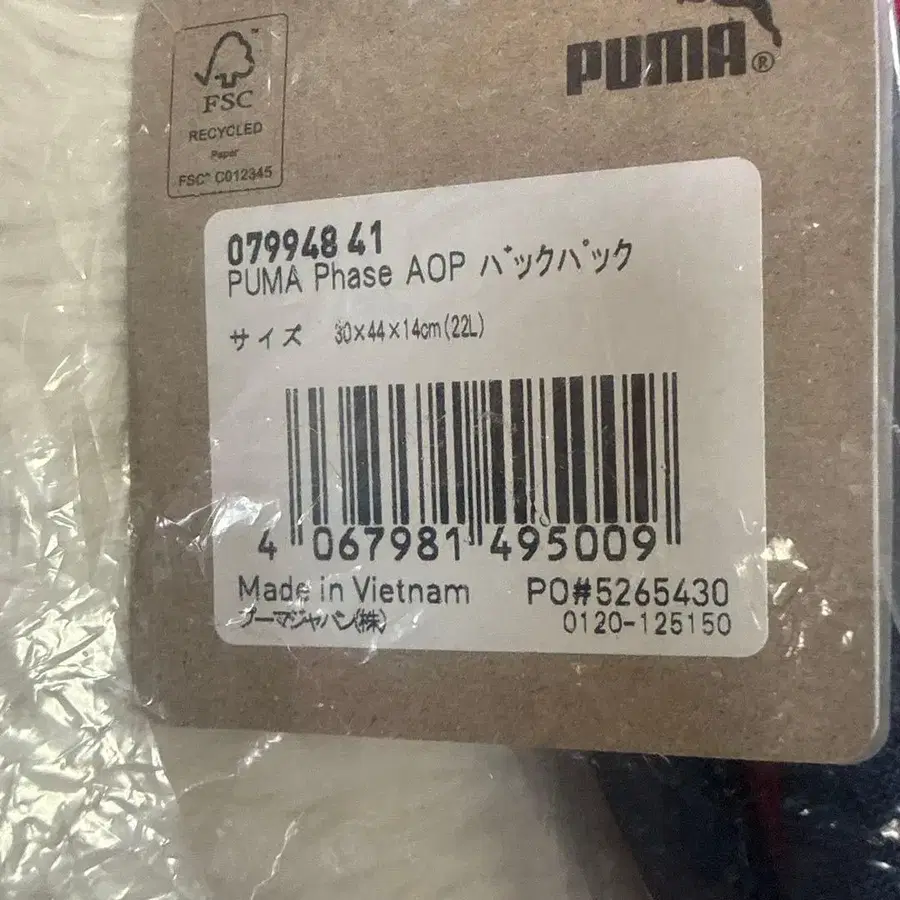 FSC
RECYCLED
Paper
FSC® C012345
PUMA®
079948 41
PUMA Phase AOP バックパック
サイズ 30×44×14cm(22L)
4 067981 495009
Made in Vietnam PO#5265430
プーマジャパン(株) 0120-125150